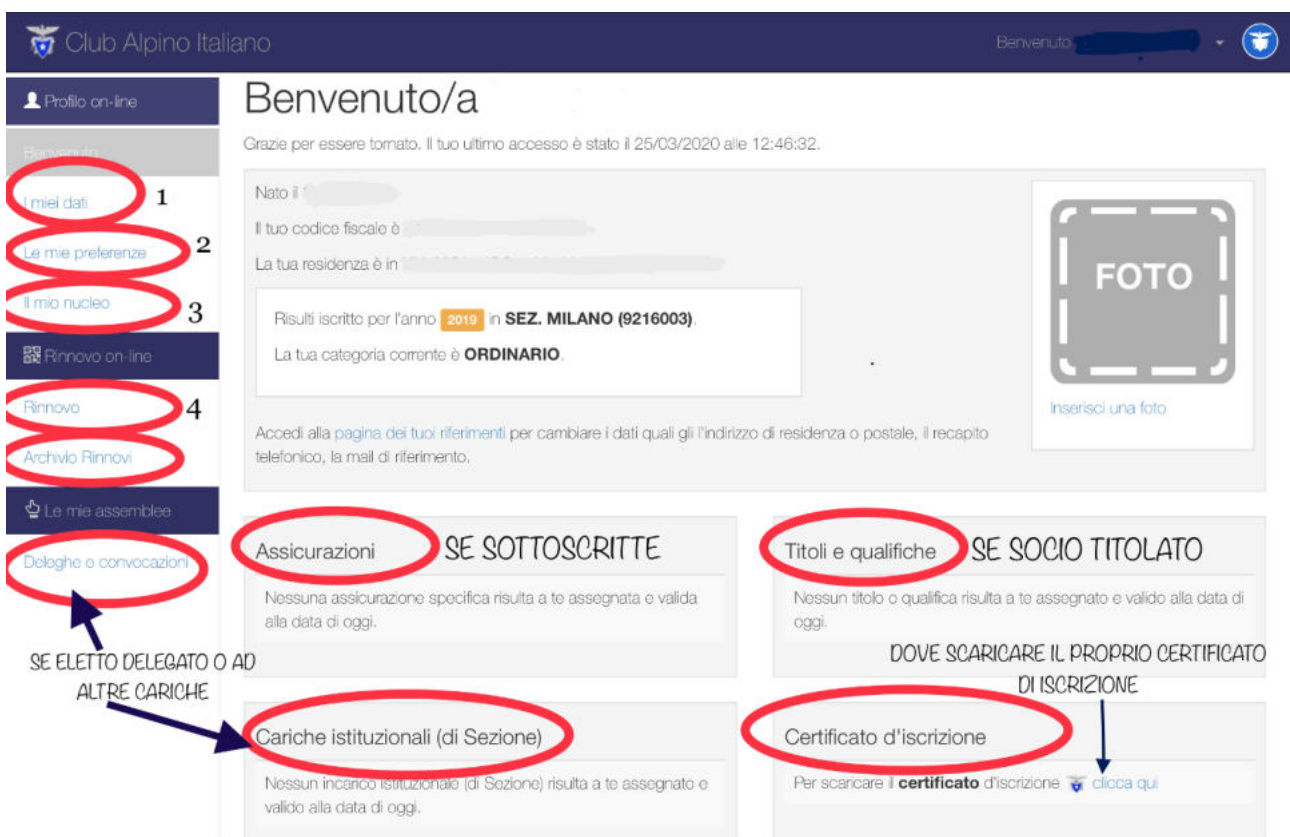 Club Alpino Italiano
Benvenuto
Profilo on-line
Benvenuto
I miei dati
1
Le mie preferenze
2
Il mio nucleo
3
Rinnovo on-line
Rinnovo
4
Archivio Rinnovi
Le mie assemblee
Deleghe e convocazioni
SE ELETTO DELEGATO O AD
ALTRE CARICHE
Benvenuto/a
Grazie per essere tornato. Il tuo ultimo accesso è stato il 25/03/2020 alle 12:46:32.
Nato il
Il tuo codice fiscale è
La tua residenza è in
Risulti iscritto per l'anno 2019 in SEZ. MILANO (9216003).
La tua categoria corrente è ORDINARIO.
Accedi alla pagina dei tuoi riferimenti per cambiare i dati quali gli l'indirizzo di residenza o postale, il recapito
telefonico, la mail di riferimento.
FOTO
Inserisci una foto
Assicurazioni SE SOTTOSCRITTE
Nessuna assicurazione specifica risulta a te assegnata e valida
alla data di oggi.
Titoli e qualifiche SE SOCIO TITOLATO
Nessun titolo o qualifica risulta a te assegnato e valido alla data di
oggi.
DOVE SCARICARE IL PROPRIO CERTIFICATO
DI ISCRIZIONE
Cariche istituzionali (di Sezione)
Nessun incarico istituzionale (di Sezione) risulta a te assegnato e
valido alla data di oggi.
Certificato d'iscrizione
Per scaricare il certificato d'iscrizione clicca qui